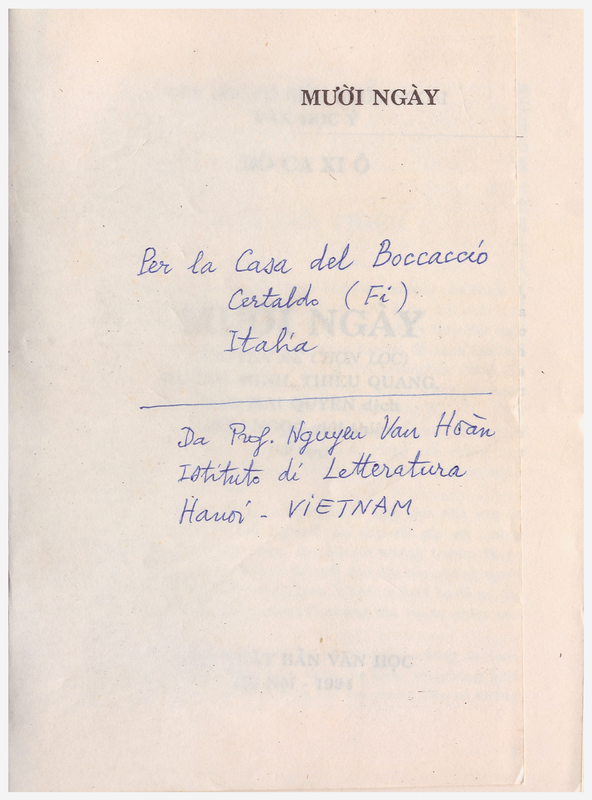 MƯỜI NGÀY
Per la Casa del Boccaccio
Certaldo (Fi)
Italia
Da Prof. Nguyen Van Hoàn
Istituto di Letteratura
Hanoi - VIETNAM